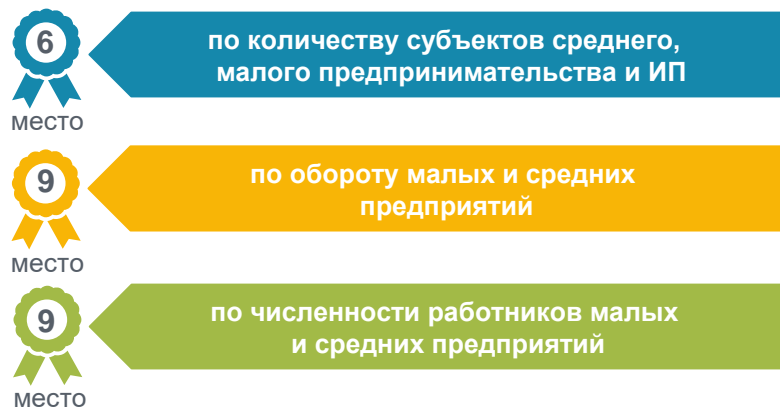 6
по количеству субъектов среднего,
малого предпринимательства и ИП
место
9
по обороту малых и средних
предприятий
место
9
по численности работников малых
и средних предприятий
место